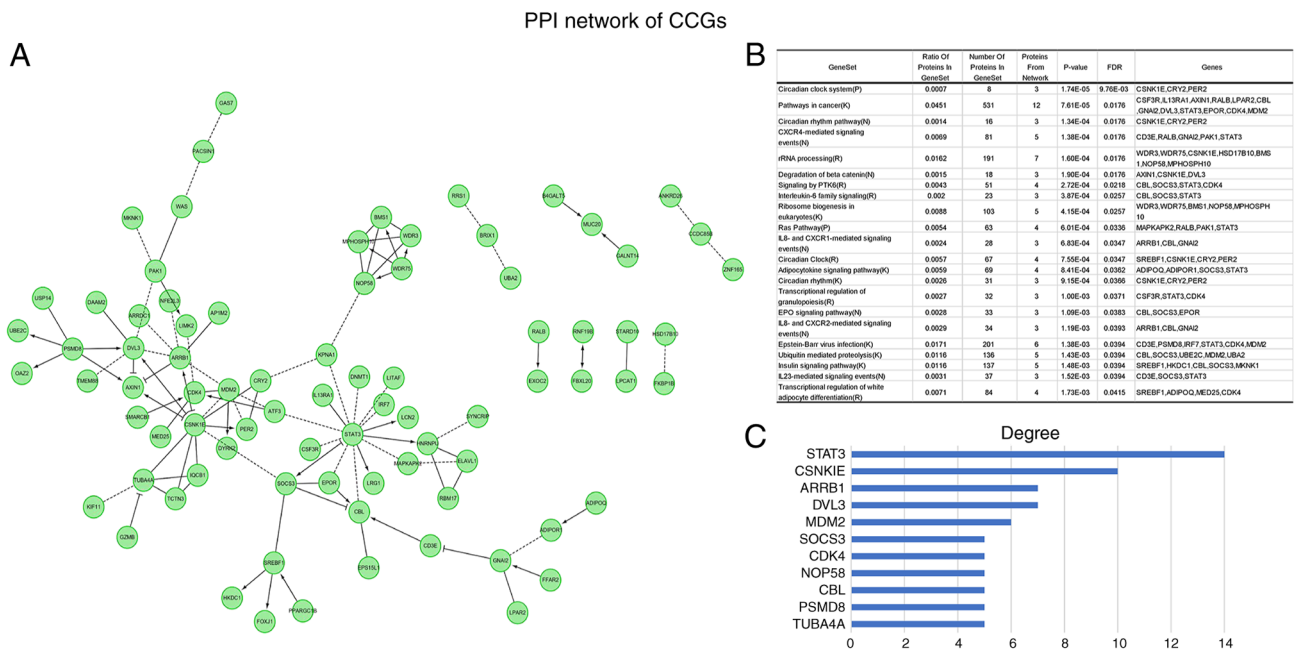 PPI network of CCGs
A
GAS7
PACSIN1
WAS
MKNK1
PAK1
USP14
DAAM2
NFE2L3
ARRDC1
LIMK2
AP1M2
UBE2C
PSMD8
DVL3
ARRB1
OAZ2
TMEM88
AXIN1
CDK4
MDM2
CRY2
KPNA1
SMARCB1
ATF3
MED25
CSNK1E
PER2
DYRK2
TUBA4A
IQCB1
TCTN3
KIF11
GZMB
BMS1
MPHOSPH10
WDR3
WDR75
NOP58
RRS1
BRIX1
UBA2
B4GALT5
MUC20
GALNT14
ANKRD28
CCDC85B
ZNF165
RALB
EXOC2
RNF19B
FBXL20
STARD10
LPCAT1
HSD17B10
FKBP1B
DNMT1
LITAF
IL13RA1
IRF7
LCN2
STAT3
CSF3R
HNRNPU
SYNCRIP
MAPKAPK2
ELAVL1
RBM17
LRG1
SOCS3
EPOR
CBL
EPS15L1
CD3E
GNAI2
ADIPOR1
ADIPOQ
FFAR2
LPAR2
SREBF1
HKDC1
FOXJ1
PPARGC1B
B
GeneSet	Ratio Of Proteins In GeneSet	Number Of Proteins In GeneSet	Proteins From Network	P-value	FDR	Genes
Circadian clock system(P)	0.0007	8	3	1.74E-05	9.76E-03	CSNK1E,CRY2,PER2
Pathways in cancer(K)	0.0451	531	12	7.61E-05	0.0176	CSF3R,IL13RA1,AXIN1,RALB,LPAR2,CBL
,GNAI2,DVL3,STAT3,EPOR,CDK4,MDM2
Circadian rhythm pathway(N)	0.0014	16	3	1.34E-04	0.0176	CSNK1E,CRY2,PER2
CXCR4-mediated signaling
events(N)	0.0069	81	5	1.38E-04	0.0176	CD3E,RALB,GNAI2,PAK1,STAT3
rRNA processing(R)	0.0162	191	7	1.60E-04	0.0176	WDR3,WDR75,CSNK1E,HSD17B10,BMS
1,NOP58,MPHOSPH10
Degradation of beta catenin(N)	0.0015	18	3	1.90E-04	0.0176	AXIN1,CSNK1E,DVL3
Signaling by PTK6(R)	0.0043	51	4	2.72E-04	0.0218	CBL,SOCS3,STAT3,CDK4
Interleukin-6 family signaling(R)	0.002	23	3	3.87E-04	0.0257	CBL,SOCS3,STAT3
Ribosome biogenesis in
eukaryotes(K)	0.0088	103	5	4.15E-04	0.0257	WDR3,WDR75,BMS1,NOP58,MPHOSPH
10
Ras Pathway(P)	0.0054	63	4	6.01E-04	0.0336	MAPKAPK2,RALB,PAK1,STAT3
IL8- and CXCR1-mediated signaling
events(N)	0.0024	28	3	6.83E-04	0.0347	ARRB1,CBL,GNAI2
Circadian Clock(R)	0.0057	67	4	7.55E-04	0.0347	SREBF1,CSNK1E,CRY2,PER2
Adipocytokine signaling pathway(K)	0.0059	69	4	8.41E-04	0.0362	ADIPOQ,ADIPOR1,SOCS3,STAT3
Circadian rhythm(K)	0.0026	31	3	9.15E-04	0.0366	CSNK1E,CRY2,PER2
Transcriptional regulation of
granulopoiesis(R)	0.0027	32	3	1.00E-03	0.0371	CSF3R,STAT3,CDK4
EPO signaling pathway(N)	0.0028	33	3	1.09E-03	0.0383	CBL,SOCS3,EPOR
IL8- and CXCR2-mediated signaling
events(N)	0.0029	34	3	1.19E-03	0.0393	ARRB1,CBL,GNAI2
Epstein-Barr virus infection(K)	0.0171	201	6	1.38E-03	0.0394	CD3E,PSMD8,IRF7,STAT3,CDK4,MDM2
Ubiquitin mediated proteolysis(K)	0.0116	136	5	1.43E-03	0.0394	CBL,SOCS3,UBE2C,MDM2,UBA2
Insulin signaling pathway(K)	0.0116	137	5	1.48E-03	0.0394	SREBF1,HKDC1,CBL,SOCS3,MKNK1
IL23-mediated signaling events(N)	0.0031	37	3	1.52E-03	0.0394	CD3E,SOCS3,STAT3
Transcriptional regulation of white
adipocyte differentiation(R)	0.0071	84	4	1.73E-03	0.0415	SREBF1,ADIPOQ,MED25,CDK4
C
Degree
STAT3
CSNKIE
ARRB1
DVL3
MDM2
SOCS3
CDK4
NOP58
CBL
PSMD8
TUBA4A
0 2 4 6 8 10 12 14